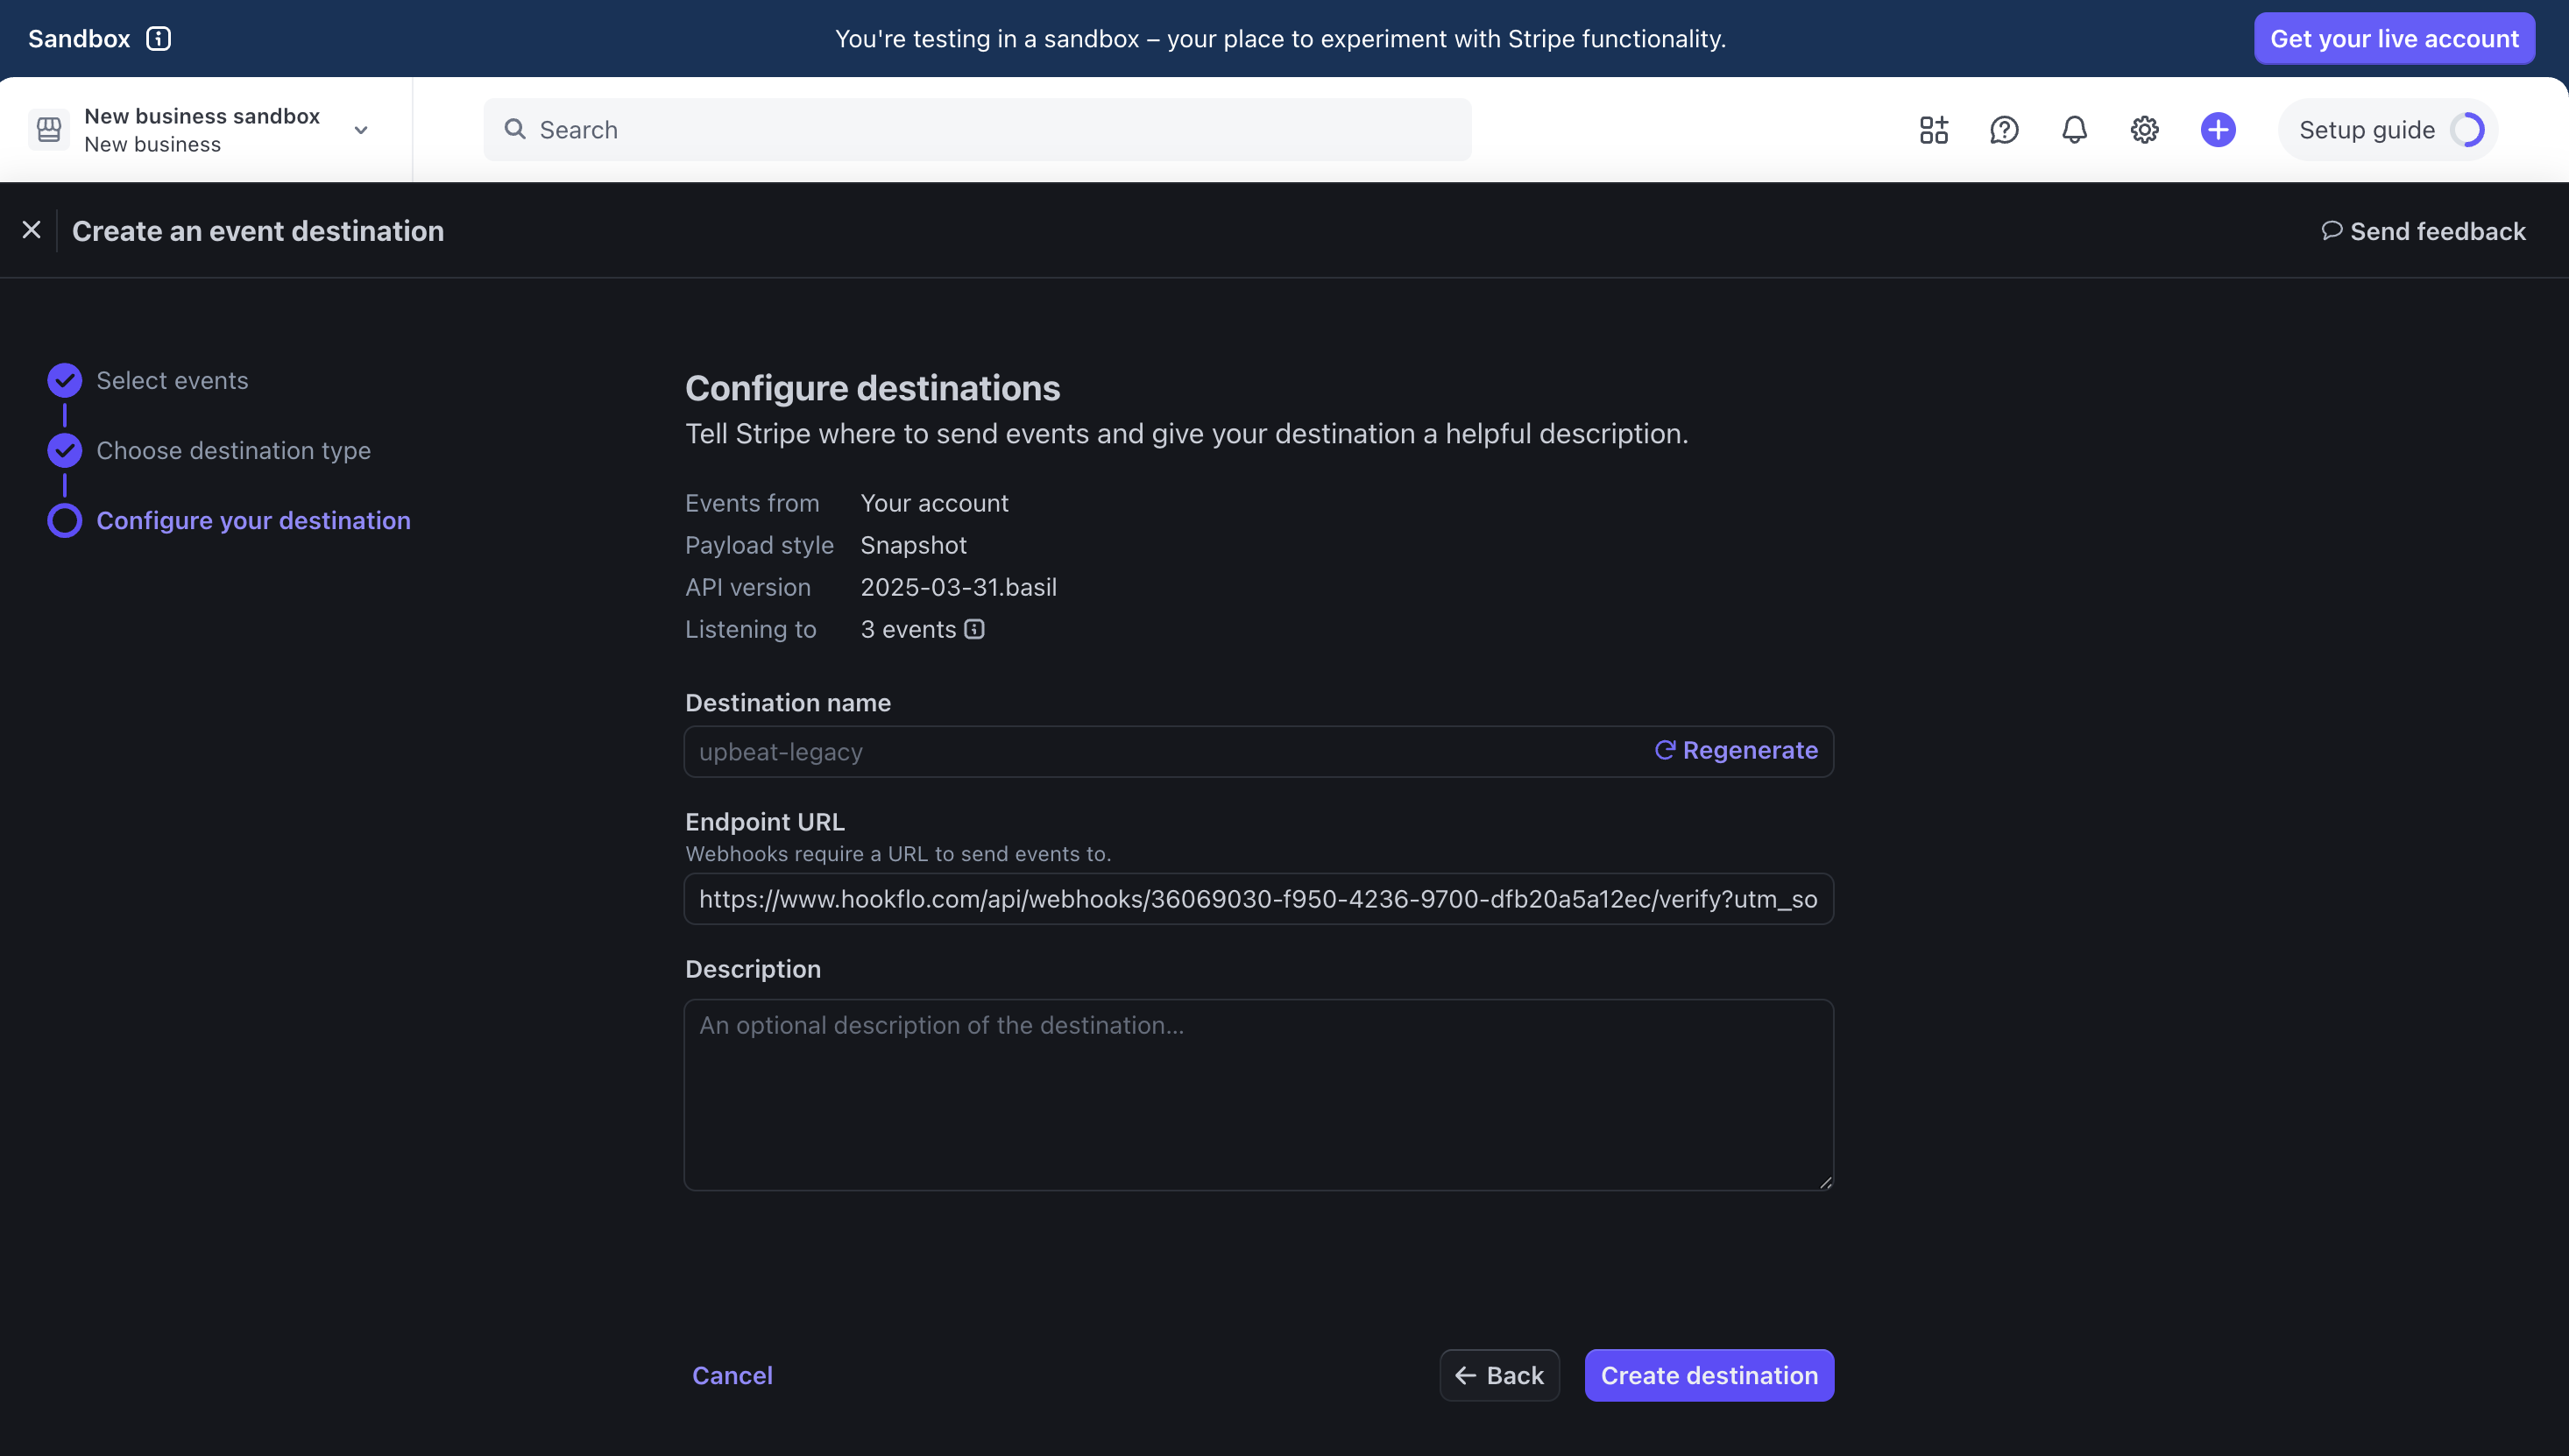 Sandbox
You're testing in a sandbox – your place to experiment with Stripe functionality.
Get your live account
New business sandbox
New business
Search
Setup guide
Create an event destination
Send feedback
Select events
Choose destination type
Configure your destination
Configure destinations
Tell Stripe where to send events and give your destination a helpful description.
Events from Your account
Payload style Snapshot
API version 2025-03-31.basil
Listening to 3 events
Destination name
upbeat-legacy
Regenerate
Endpoint URL
Webhooks require a URL to send events to.
https://www.hookflo.com/api/webhooks/36069030-f950-4236-9700-dfb20a5a12ec/verify?utm_so
Description
An optional description of the destination...
Cancel
Back
Create destination